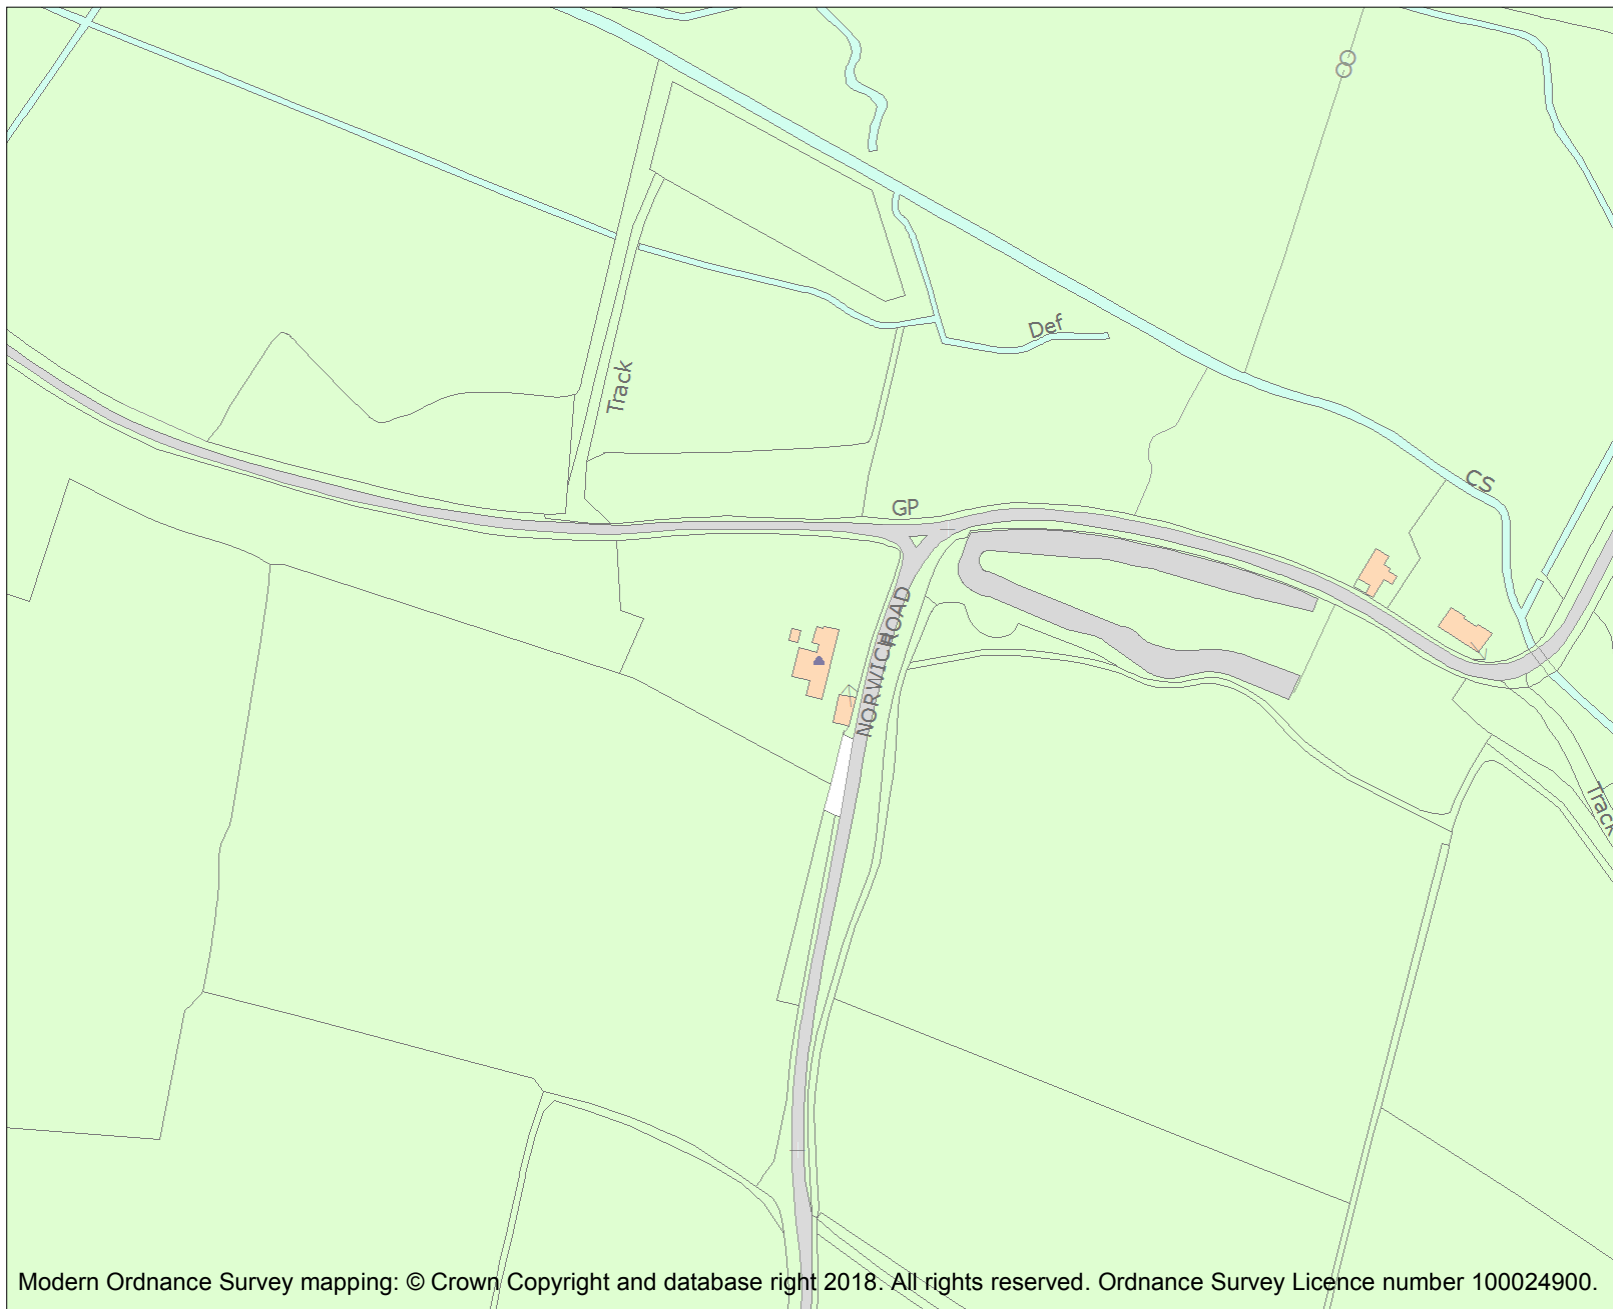 Def
Track
CS
GP
NORWICH ROAD
Track
Modern Ordnance Survey mapping: © Crown Copyright and database right 2018. All rights reserved. Ordnance Survey Licence number 100024900.